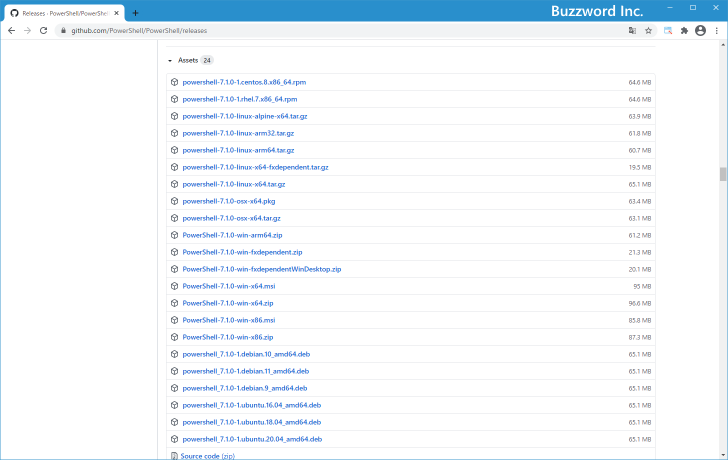 Releases · PowerShell/PowerShel
Buzzword Inc.
github.com/PowerShell/PowerShell/releases
Assets 24
powershell-7.1.0-1.centos.8.x86_64.rpm 64.6 MB
powershell-7.1.0-1.rhel.7.x86_64.rpm 64.6 MB
powershell-7.1.0-linux-alpine-x64.tar.gz 63.9 MB
powershell-7.1.0-linux-arm32.tar.gz 61.8 MB
powershell-7.1.0-linux-arm64.tar.gz 60.7 MB
powershell-7.1.0-linux-x64-fxdependent.tar.gz 19.5 MB
powershell-7.1.0-linux-x64.tar.gz 65.1 MB
powershell-7.1.0-osx-x64.pkg 63.4 MB
powershell-7.1.0-osx-x64.tar.gz 63.1 MB
PowerShell-7.1.0-win-arm64.zip 61.2 MB
PowerShell-7.1.0-win-fxdependent.zip 21.3 MB
PowerShell-7.1.0-win-fxdependentWinDesktop.zip 20.1 MB
PowerShell-7.1.0-win-x64.msi 95 MB
PowerShell-7.1.0-win-x64.zip 96.6 MB
PowerShell-7.1.0-win-x86.msi 85.8 MB
PowerShell-7.1.0-win-x86.zip 87.3 MB
powershell_7.1.0-1.debian.10_amd64.deb 65.1 MB
powershell_7.1.0-1.debian.11_amd64.deb 65.1 MB
powershell_7.1.0-1.debian.9_amd64.deb 65.1 MB
powershell_7.1.0-1.ubuntu.16.04_amd64.deb 65.1 MB
powershell_7.1.0-1.ubuntu.18.04_amd64.deb 65.1 MB
powershell_7.1.0-1.ubuntu.20.04_amd64.deb 65.1 MB
Source code (zip)